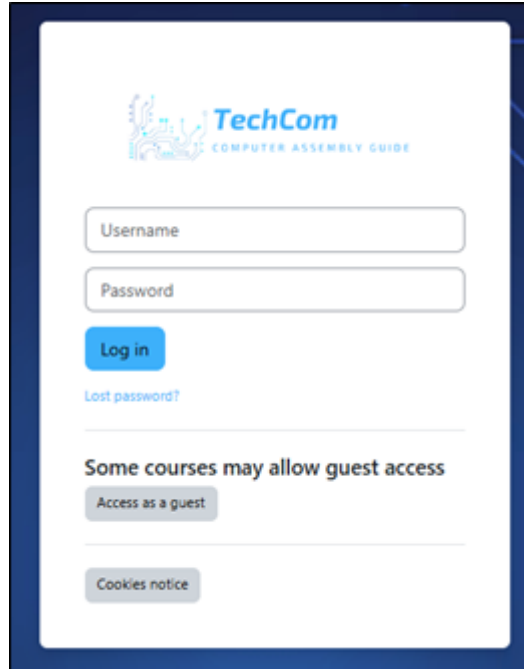 TechCom
COMPUTER ASSEMBLY GUIDE
Username
Password
Log in
Lost password?
Some courses may allow guest access
Access as a guest
Cookies notice